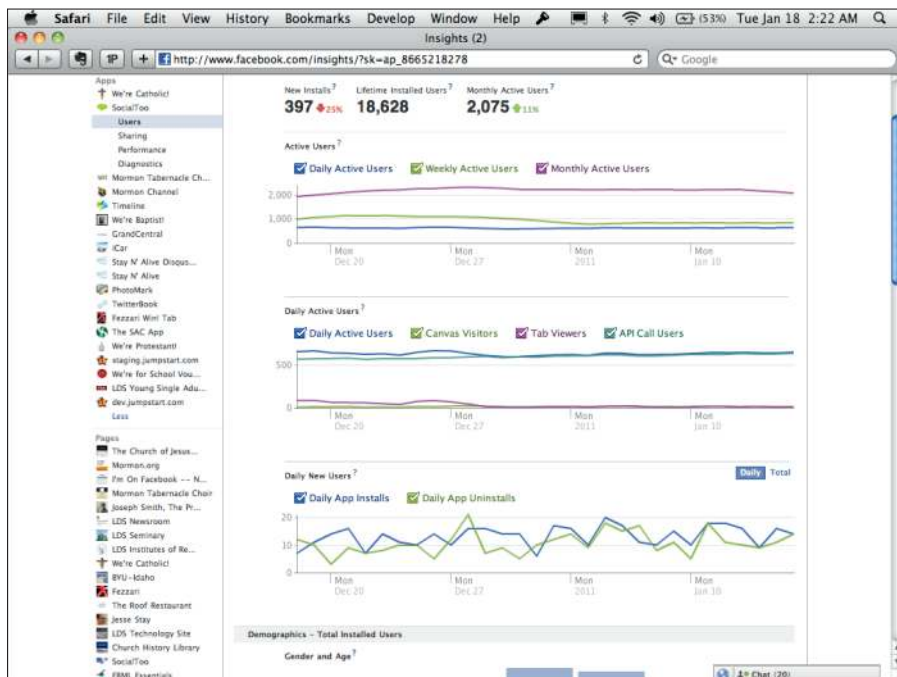 Safari File Edit View History Bookmarks Develop Window Help (53%) Tue Jan 18 2:22 AM
Insights (2)
1P + http://www.facebook.com/insights/?sk=ap_8665218278 Google
Apps
We're Catholic!
SocialToo
Users
Sharing
Performance
Diagnostics
Mormon Tabernacle Ch...
Mormon Channel
Timeline
We're Baptist!
GrandCentral
iCar
Stay N' Alive Disqus...
Stay N' Alive
PhotoMark
TwitterBook
Fezzari Win! Tab
The SAC App
We're Protestant!
staging.jumpstart.com
We're for School Vou...
LDS Young Single Adu...
dev.jumpstart.com
Less
Pages
The Church of Jesus...
Mormon.org
I'm On Facebook -- N...
Mormon Tabernacle Choir
Joseph Smith, The Pr...
LDS Newsroom
LDS Seminary
LDS Institutes of Re...
We're Catholic!
BYU-Idaho
Fezzari
The Roof Restaurant
Jesse Stay
LDS Technology Site
Church History Library
SocialToo
FBML Essentials
New Installs? Lifetime Installed Users? Monthly Active Users?
397 25% 18,628 2,075 11%
Active Users?
Daily Active Users Weekly Active Users Monthly Active Users
2,000
1,000
0
Mon Mon Mon Mon
Dec 20 Dec 27 2011 Jan 10
Daily Active Users?
Daily Active Users Canvas Visitors Tab Viewers API Call Users
500
0
Mon Mon Mon Mon
Dec 20 Dec 27 2011 Jan 10
Daily New Users? Daily Total
Daily App Installs Daily App Uninstalls
20
10
0
Mon Mon Mon Mon
Dec 20 Dec 27 2011 Jan 10
Demographics - Total Installed Users
Gender and Age?
Chat (20)